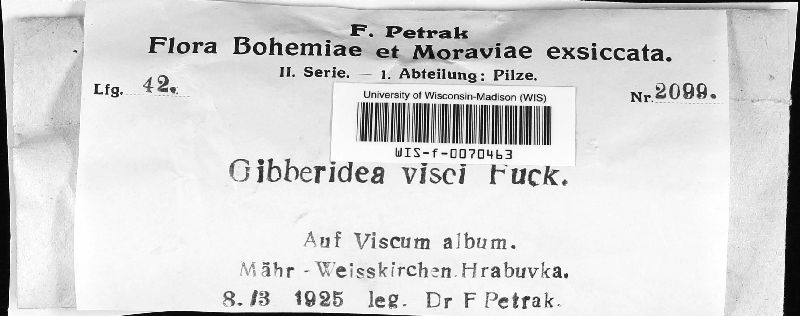 F. Petrak
Flora Bohemiae et Moraviae exsiccata.
II. Serie. — 1. Abteilung: Pilze.
Lfg. 42.
Nr. 2099.
University of Wisconsin-Madison (WIS)
WIS-f-0070463
Gibberidea visci Fuck.
Auf Viscum album.
Mähr - Weisskirchen. Hrabuvka.
8. /3 1925 leg. Dr F Petrak.